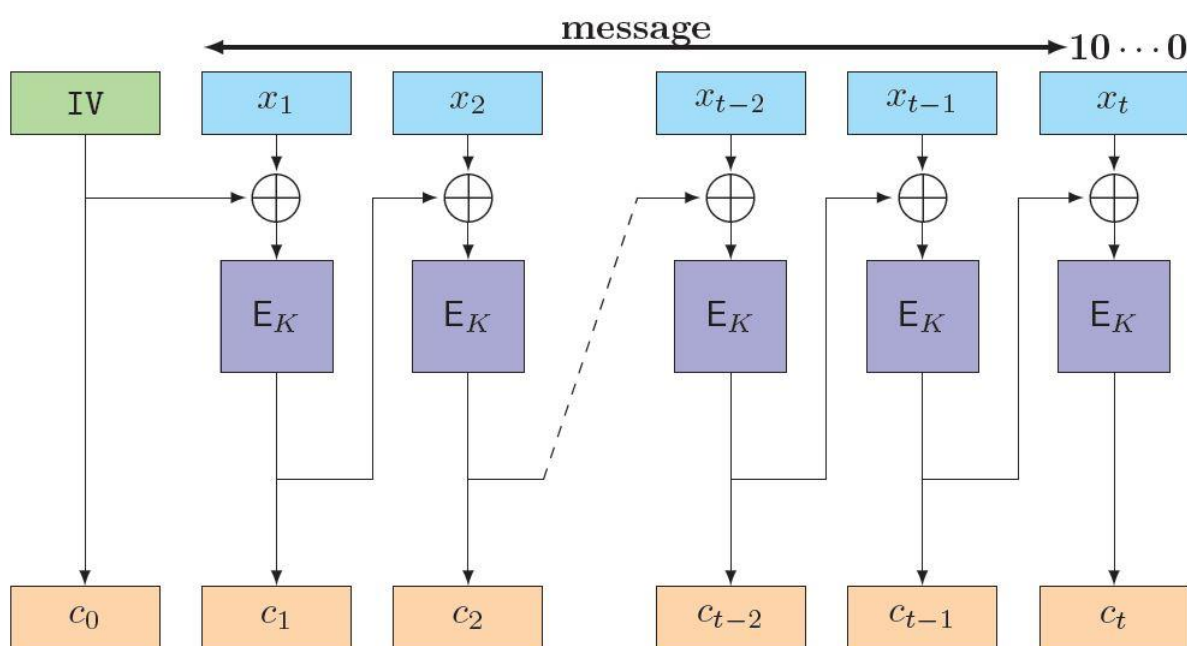 message
10 ⋯ 0
IV x₁ x₂ xₜ₋₂ xₜ₋₁ xₜ
E_K E_K E_K E_K E_K
c₀ c₁ c₂ cₜ₋₂ cₜ₋₁ cₜ